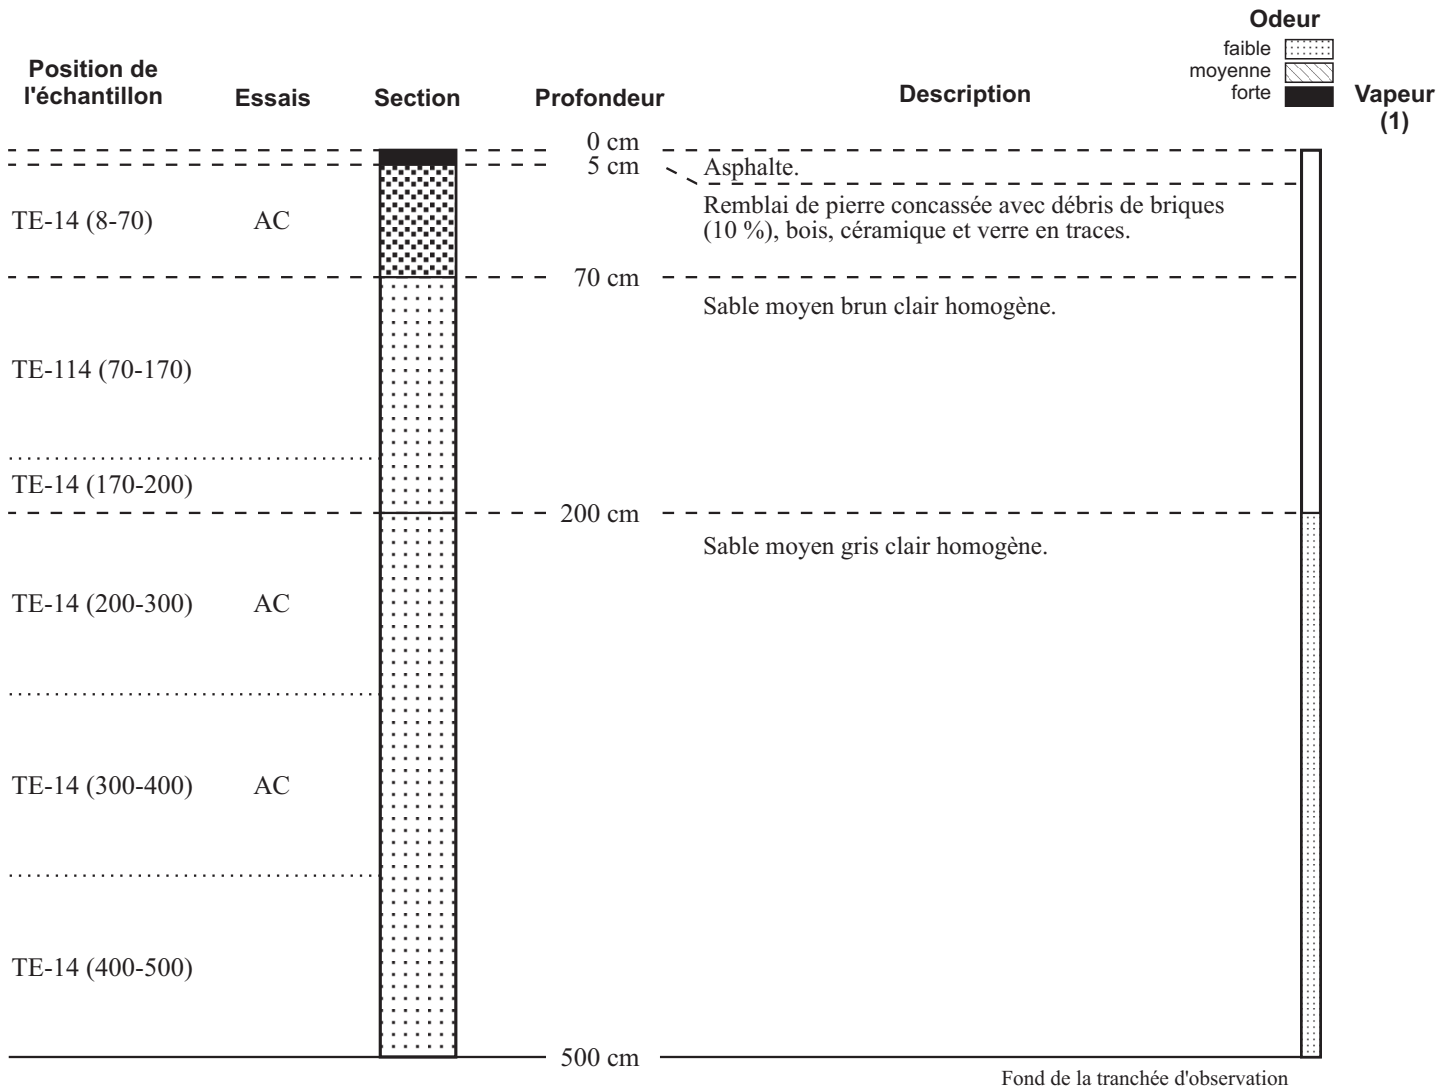 Odeur
faible
moyenne
forte
Position de
l'échantillon
Essais
Section
Profondeur
Description
Vapeur
(1)
0 cm
5 cm
Asphalte.
TE-14 (8-70)
AC
Remblai de pierre concassée avec débris de briques
(10 %), bois, céramique et verre en traces.
70 cm
Sable moyen brun clair homogène.
TE-114 (70-170)
TE-14 (170-200)
200 cm
Sable moyen gris clair homogène.
TE-14 (200-300)
AC
TE-14 (300-400)
AC
TE-14 (400-500)
500 cm
Fond de la tranchée d'observation